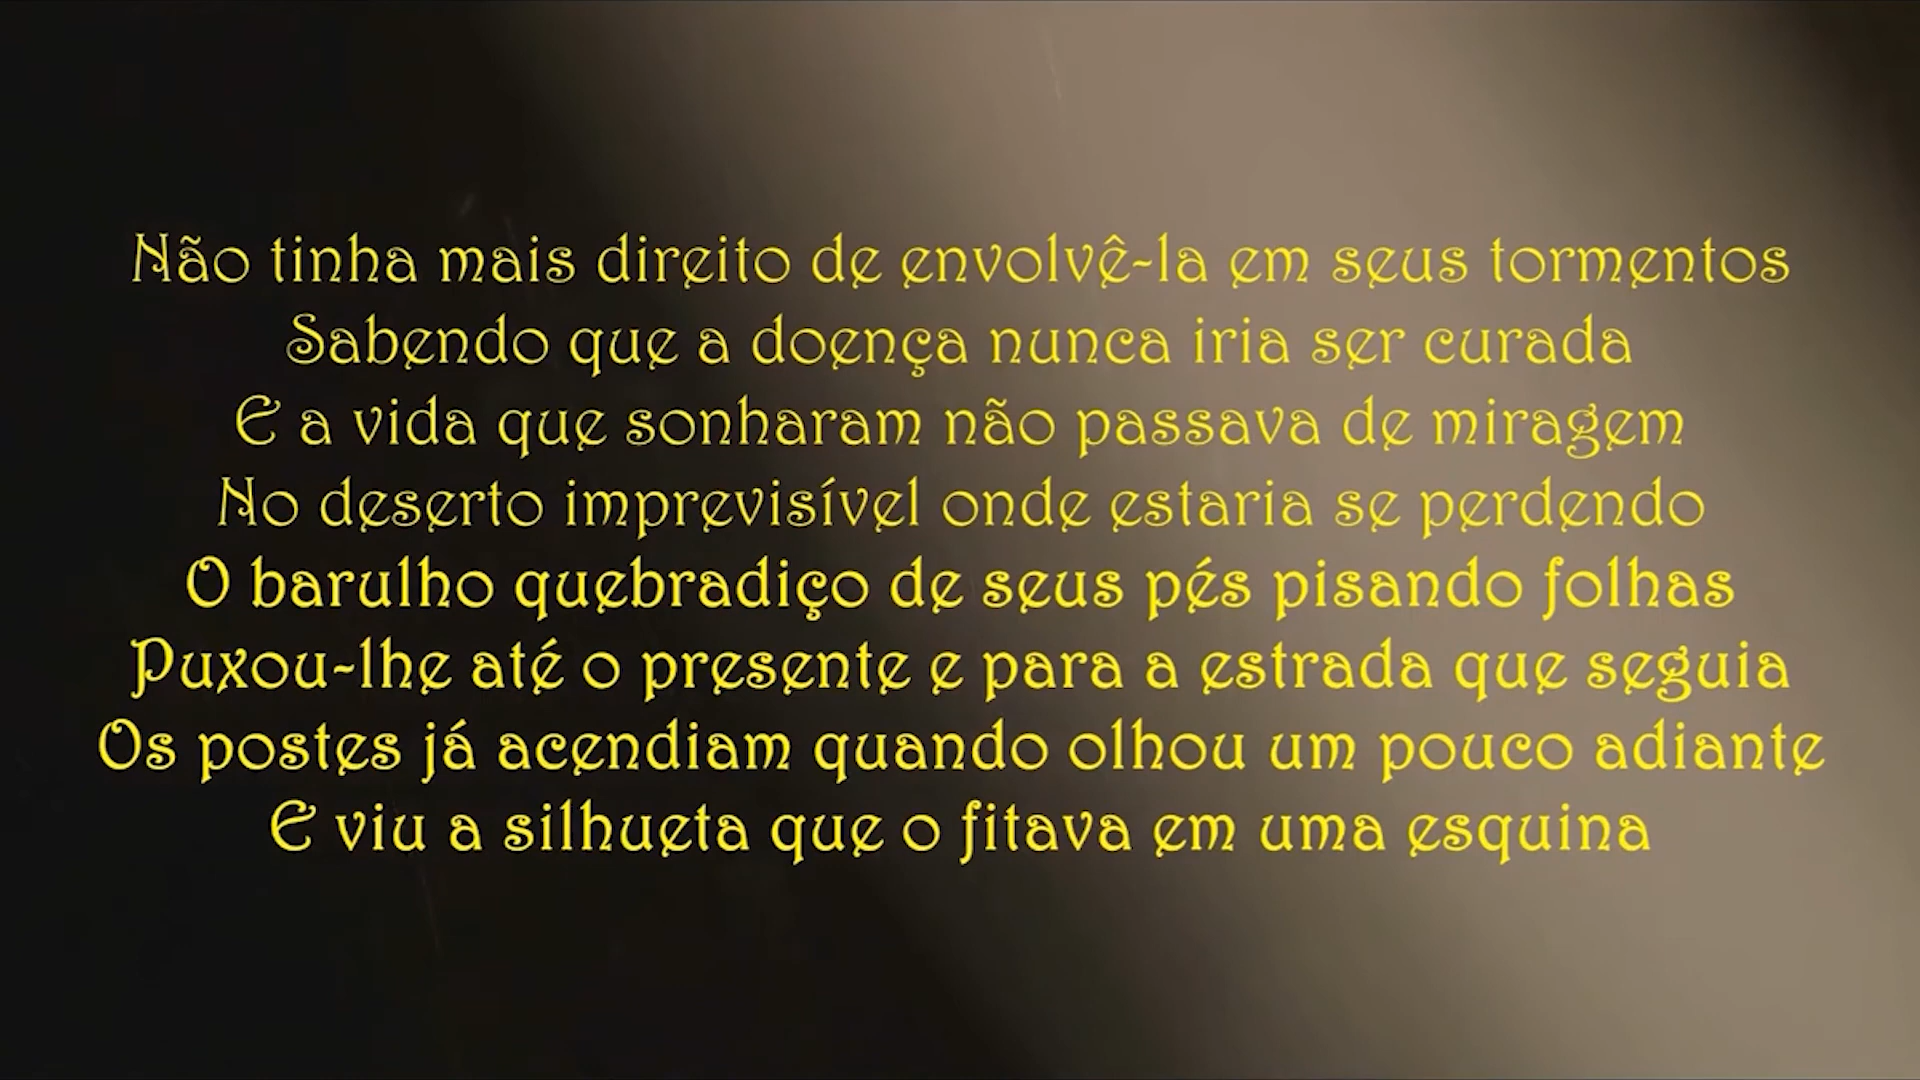 Não tinha mais direito de envolvê-la em seus tormentos
Sabendo que a doença nunca iria ser curada
E a vida que sonharam não passava de miragem
No deserto imprevisível onde estaria se perdendo
O barulho quebradiço de seus pés pisando folhas
Puxou-lhe até o presente e para a estrada que seguia
Os postes já acendiam quando olhou um pouco adiante
E viu a silhueta que o fitava em uma esquina